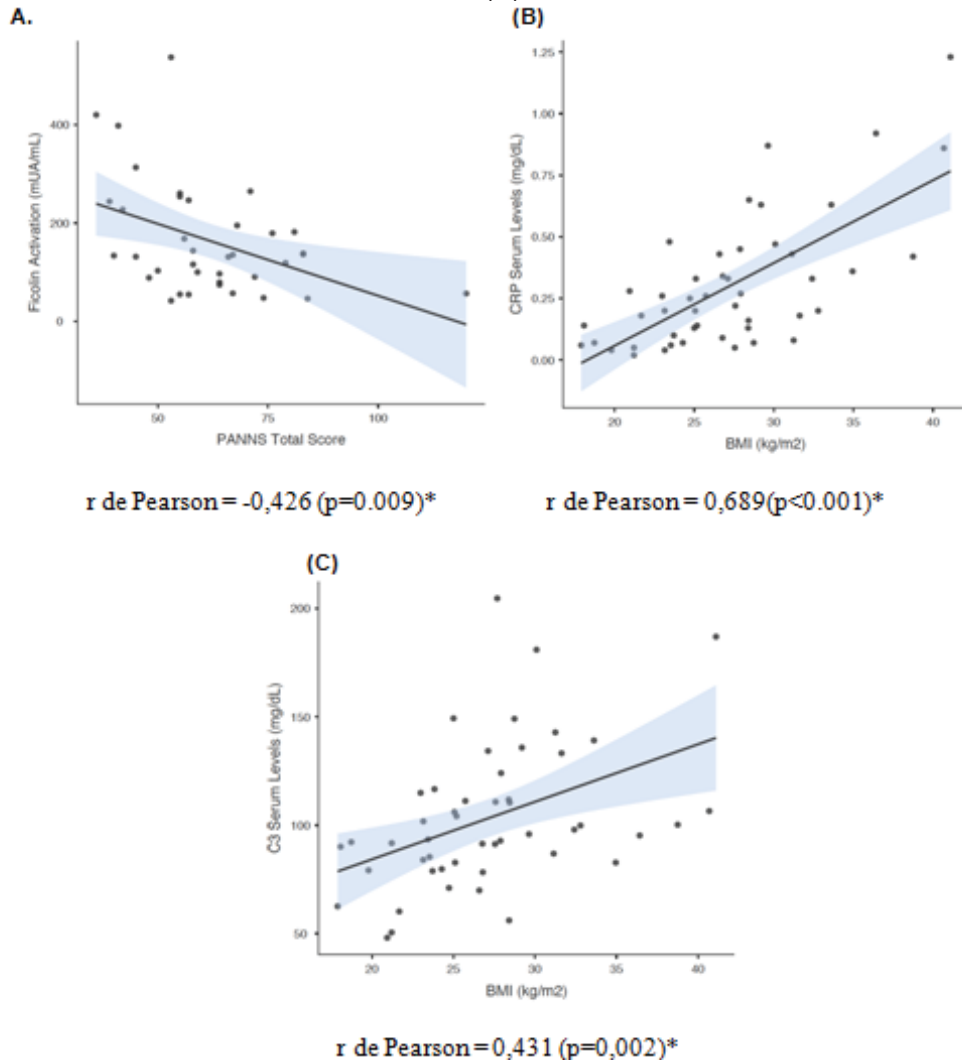 A.
(B)
Ficolin Activation (mUA/mL)
400
200
0
50
75
100
PANNS Total Score
CRP Serum Levels (mg/dL)
1.25
1.00
0.75
0.50
0.25
0.00
20
25
30
35
40
BMI (kg/m2)
r de Pearson = -0,426 (p=0.009)*
r de Pearson = 0,689(p<0.001)*
(C)
C3 Serum Levels (mg/dL)
200
150
100
50
20
25
30
35
40
BMI (kg/m2)
r de Pearson = 0,431 (p=0,002)*